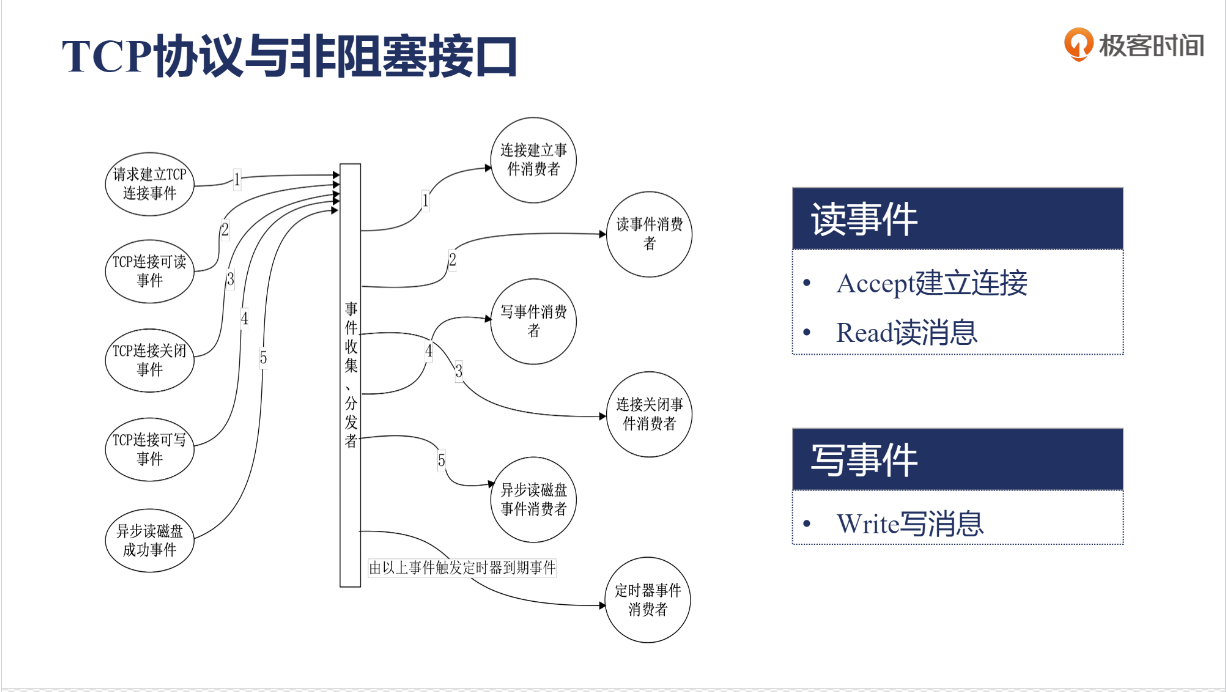 TCP协议与非阻塞接口
极客时间
请求建立TCP
连接事件
TCP连接可读
事件
TCP连接关闭
事件
TCP连接可写
事件
异步读磁盘
成功事件
1
2
3
4
5
事件收集、分发者
1
2
4
3
5
由以上事件触发定时器到期事件
连接建立事
件消费者
读事件消费
者
写事件消费
者
连接关闭事
件消费者
异步读磁盘
事件消费者
定时器事件
消费者
读事件
• Accept建立连接
• Read读消息
写事件
• Write写消息